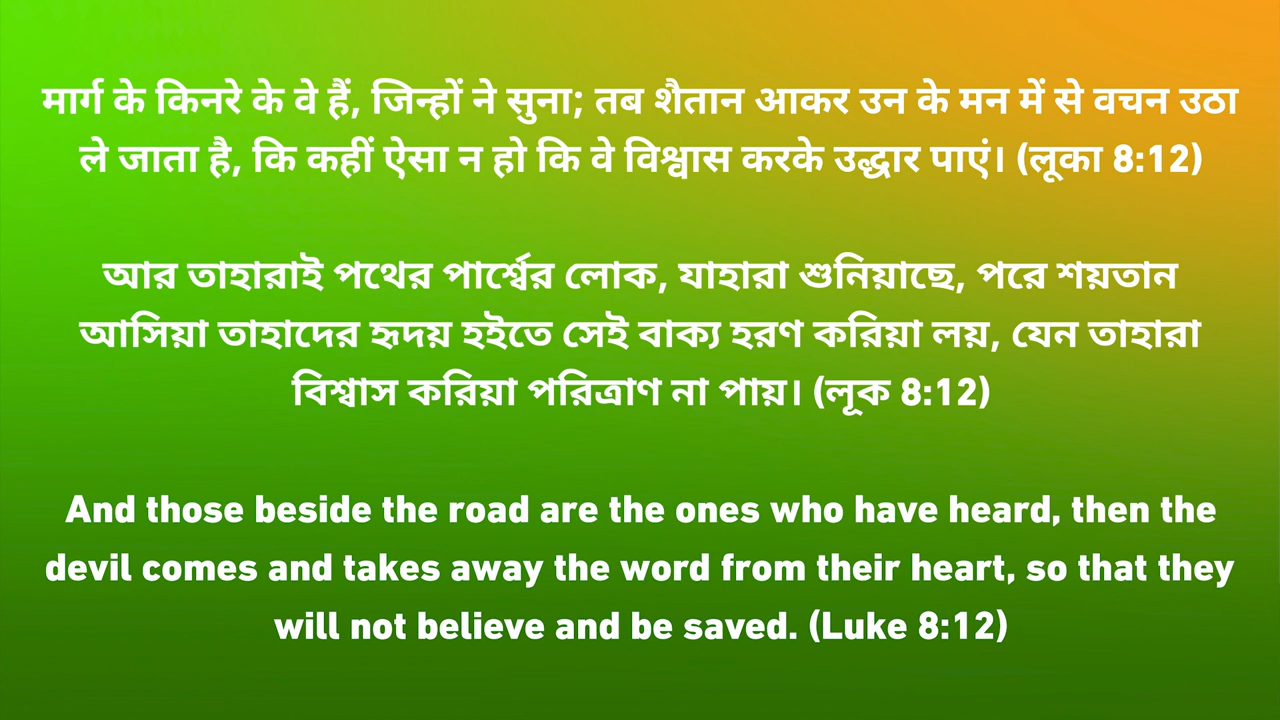 मार्ग के किनरे के वे हैं, जिन्हों ने सुना; तब शैतान आकर उन के मन में से वचन उठा
ले जाता है, कि कहीं ऐसा न हो कि वे विश्वास करके उद्धार पाएं। (लूका 8:12)
আর তাহারাই পথের পার্শ্বের লোক, যাহারা শুনিয়াছে, পরে শয়তান
আসিয়া তাহাদের হৃদয় হইতে সেই বাক্য হরণ করিয়া লয়, যেন তাহারা
বিশ্বাস করিয়া পরিত্রাণ না পায়। (লূক 8:12)
And those beside the road are the ones who have heard, then the
devil comes and takes away the word from their heart, so that they
will not believe and be saved. (Luke 8:12)